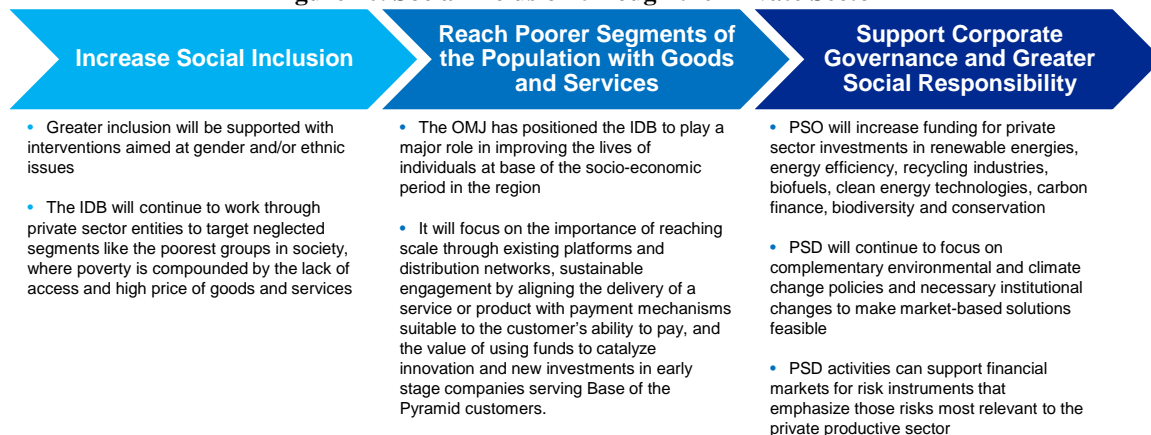 Increase Social Inclusion
• Greater inclusion will be supported with
interventions aimed at gender and/or ethnic
issues
• The IDB will continue to work through
private sector entities to target neglected
segments like the poorest groups in society,
where poverty is compounded by the lack of
access and high price of goods and services
Reach Poorer Segments of
the Population with Goods
and Services
• The OMJ has positioned the IDB to play a
major role in improving the lives of
individuals at base of the socio-economic
period in the region
• It will focus on the importance of reaching
scale through existing platforms and
distribution networks, sustainable
engagement by aligning the delivery of a
service or product with payment mechanisms
suitable to the customer's ability to pay, and
the value of using funds to catalyze
innovation and new investments in early
stage companies serving Base of the
Pyramid customers.
Support Corporate
Governance and Greater
Social Responsibility
• PSO will increase funding for private
sector investments in renewable energies,
energy efficiency, recycling industries,
biofuels, clean energy technologies, carbon
finance, biodiversity and conservation
• PSD will continue to focus on
complementary environmental and climate
change policies and necessary institutional
changes to make market-based solutions
feasible
• PSD activities can support financial
markets for risk instruments that
emphasize those risks most relevant to the
private productive sector